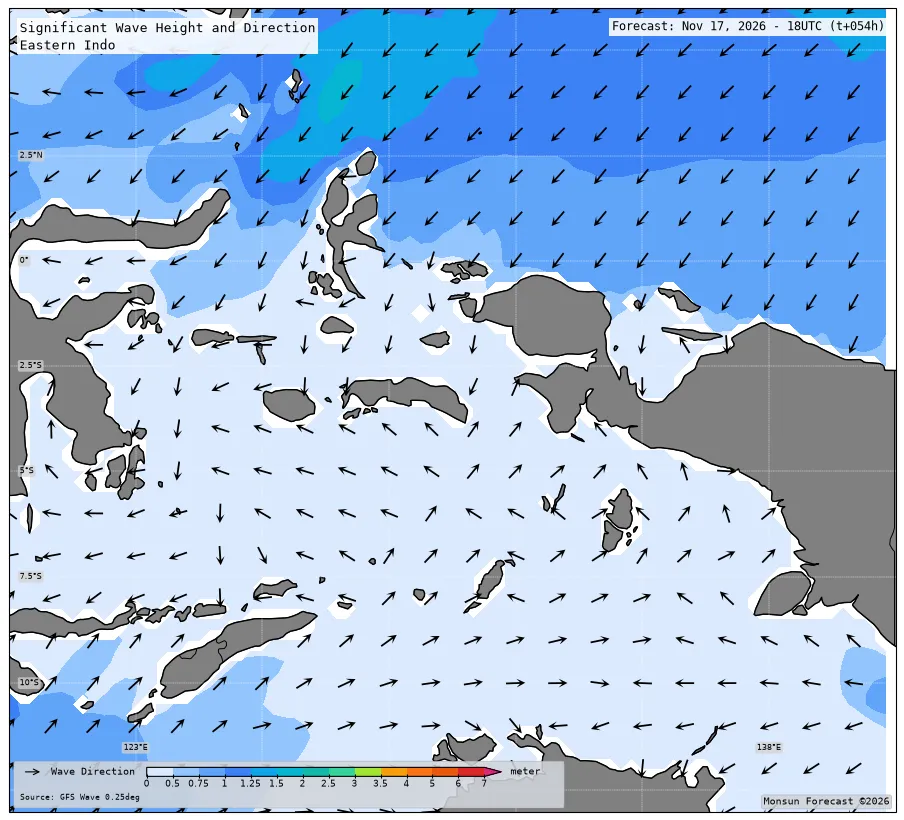 Significant Wave Height and Direction
Eastern Indo
Forecast: Nov 17, 2026 - 18UTC (t+054h)
2.5°N
0°
2.5°S
5°S
7.5°S
10°S
123°E
138°E
Wave Direction
meter
0 0.5 0.75 1 1.25 1.5 2 2.5 3 3.5 4 5 6 7
Source: GFS Wave 0.25deg
Monsun Forecast ©2026